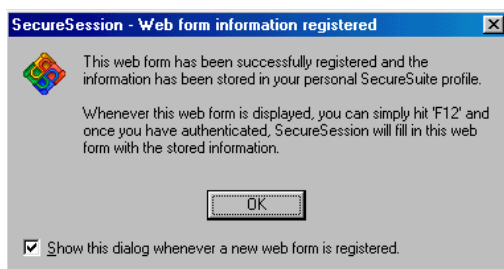 SecureSession - Web form information registered
This web form has been successfully registered and the
information has been stored in your personal SecureSuite profile.
Whenever this web form is displayed, you can simply hit 'F12' and
once you have authenticated, SecureSession will fill in this web
form with the stored information.
OK
Show this dialog whenever a new web form is registered.